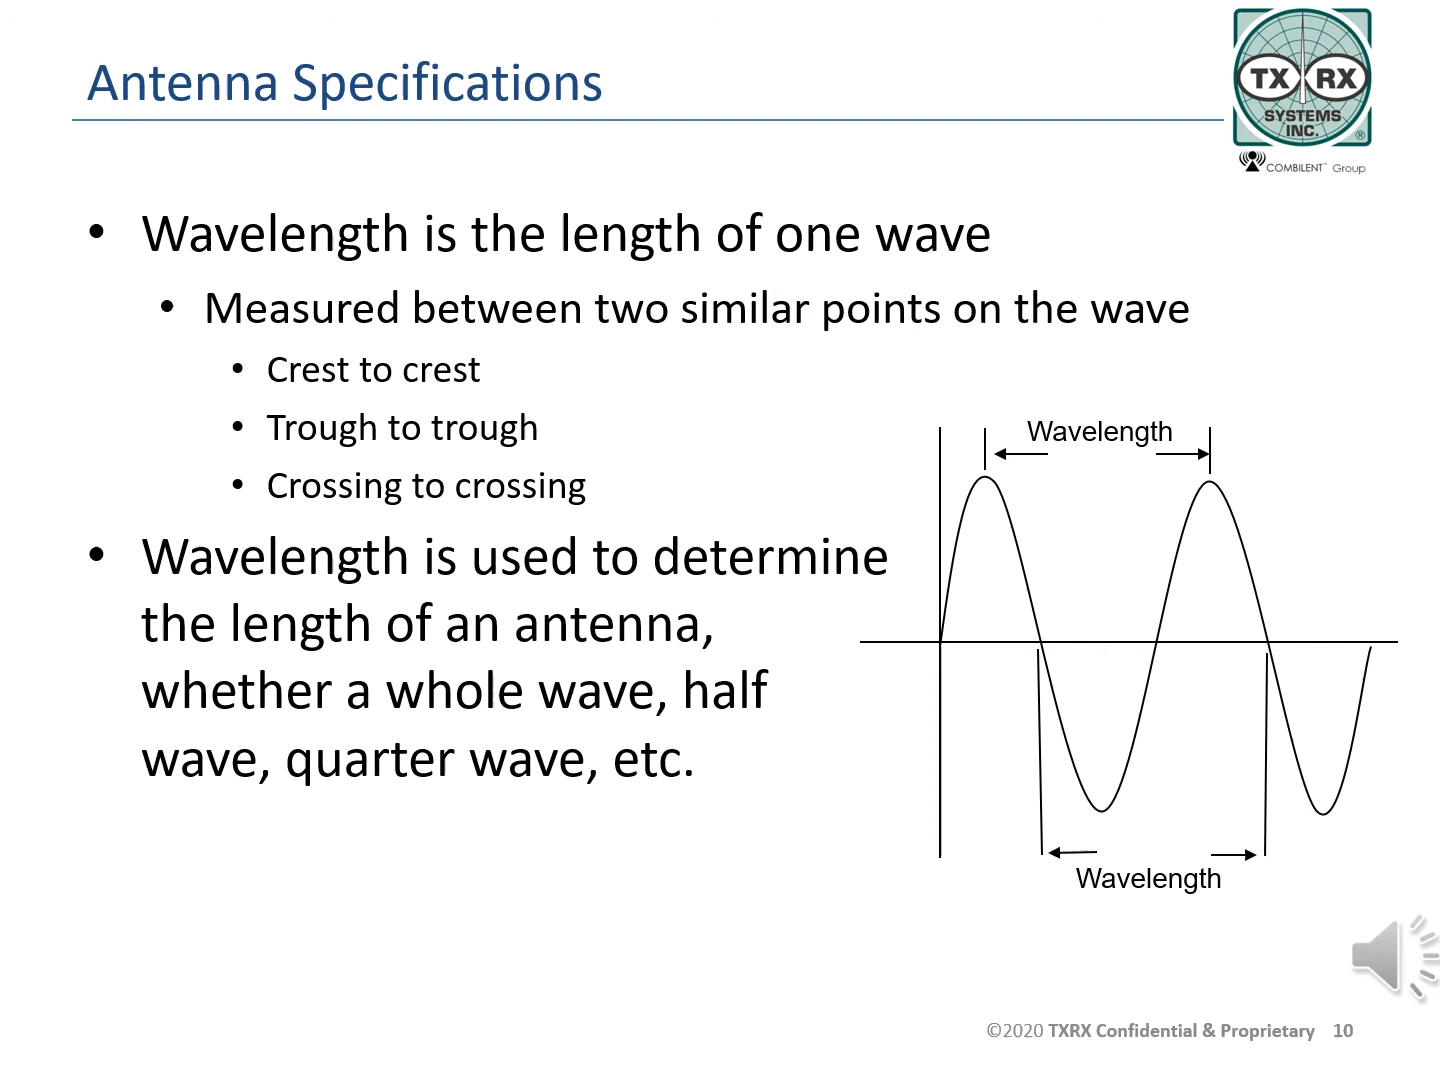 Antenna Specifications
TX RX
SYSTEMS
INC.
®
COMBILENT™ Group
• Wavelength is the length of one wave
• Measured between two similar points on the wave
• Crest to crest
• Trough to trough
• Crossing to crossing
• Wavelength is used to determine
the length of an antenna,
whether a whole wave, half
wave, quarter wave, etc.
Wavelength
Wavelength
©2020 TXRX Confidential & Proprietary 10